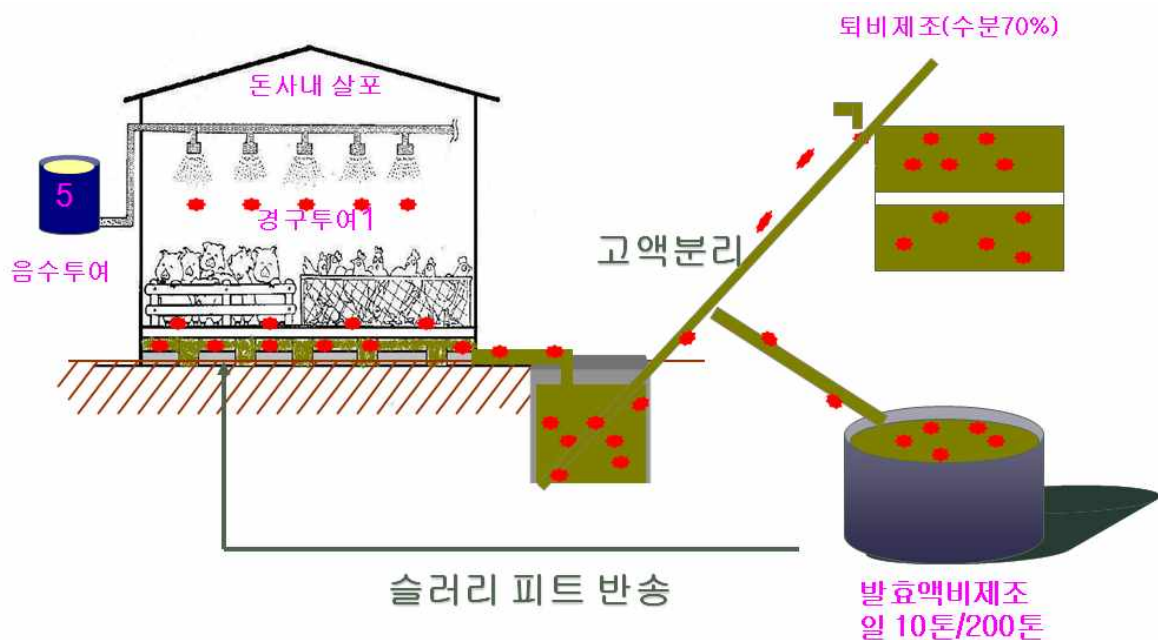 퇴비제조(수분70%)
돈사내 살포
5
경구투여1
음수투여
고액분리
슬러리 피트 반송
발효액비제조
일 10톤/200톤